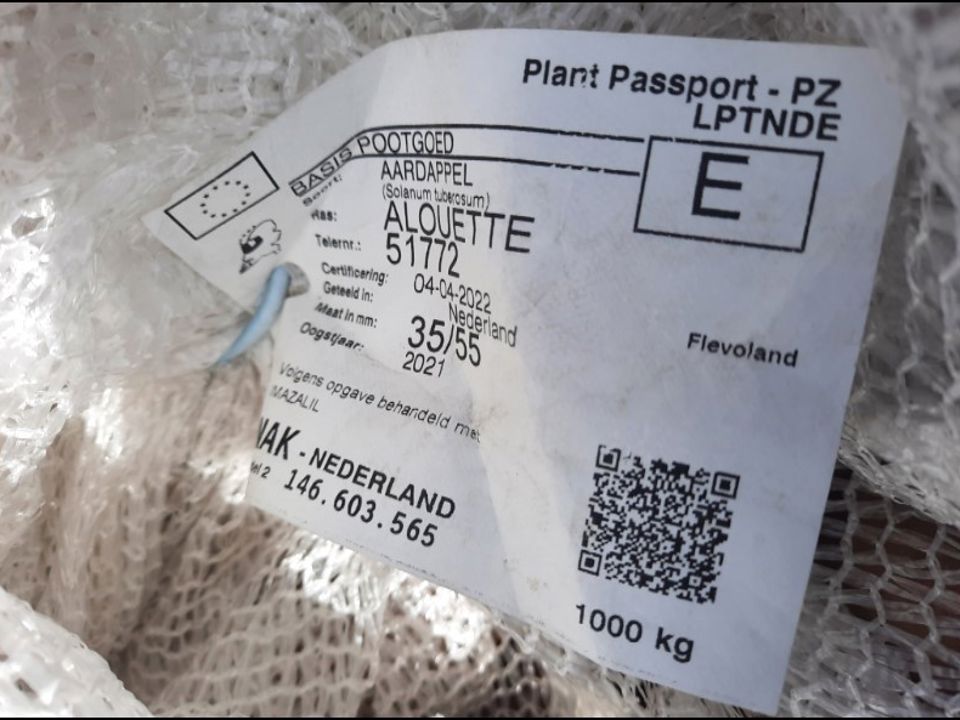 Plant Passport - PZ
LPTNDE
BASIS POOTGOED
E
Soort: AARDAPPEL
(Solanum tuberosum)
Ras: ALOUETTE
Telernr.: 51772
Certificering: 04-04-2022
Geteeld in: Nederland
Flevoland
Maat in mm: 35/55
Oogstjaar: 2021
Volgens opgave behandeld met
MAZALIL
NAK - NEDERLAND
2 146.603.565
1000 kg